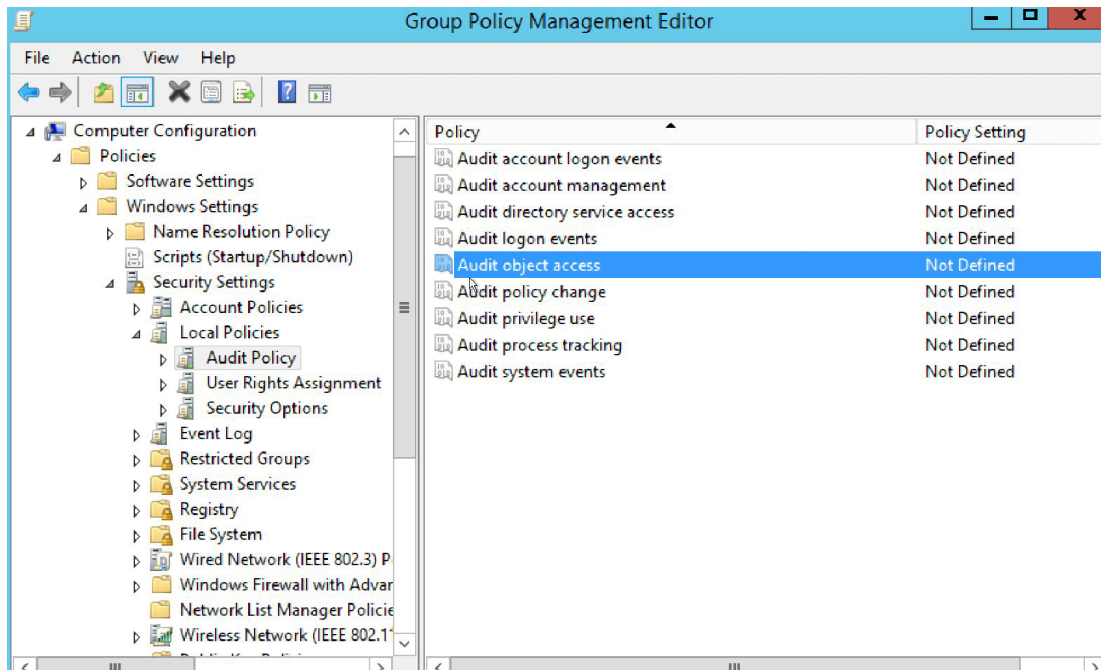 Group Policy Management Editor
File Action View Help
Computer Configuration
Policies
Software Settings
Windows Settings
Name Resolution Policy
Scripts (Startup/Shutdown)
Security Settings
Account Policies
Local Policies
Audit Policy
User Rights Assignment
Security Options
Event Log
Restricted Groups
System Services
Registry
File System
Wired Network (IEEE 802.3) P
Windows Firewall with Advar
Network List Manager Policie
Wireless Network (IEEE 802.1
Policy Policy Setting
Audit account logon events Not Defined
Audit account management Not Defined
Audit directory service access Not Defined
Audit logon events Not Defined
Audit object access Not Defined
Audit policy change Not Defined
Audit privilege use Not Defined
Audit process tracking Not Defined
Audit system events Not Defined